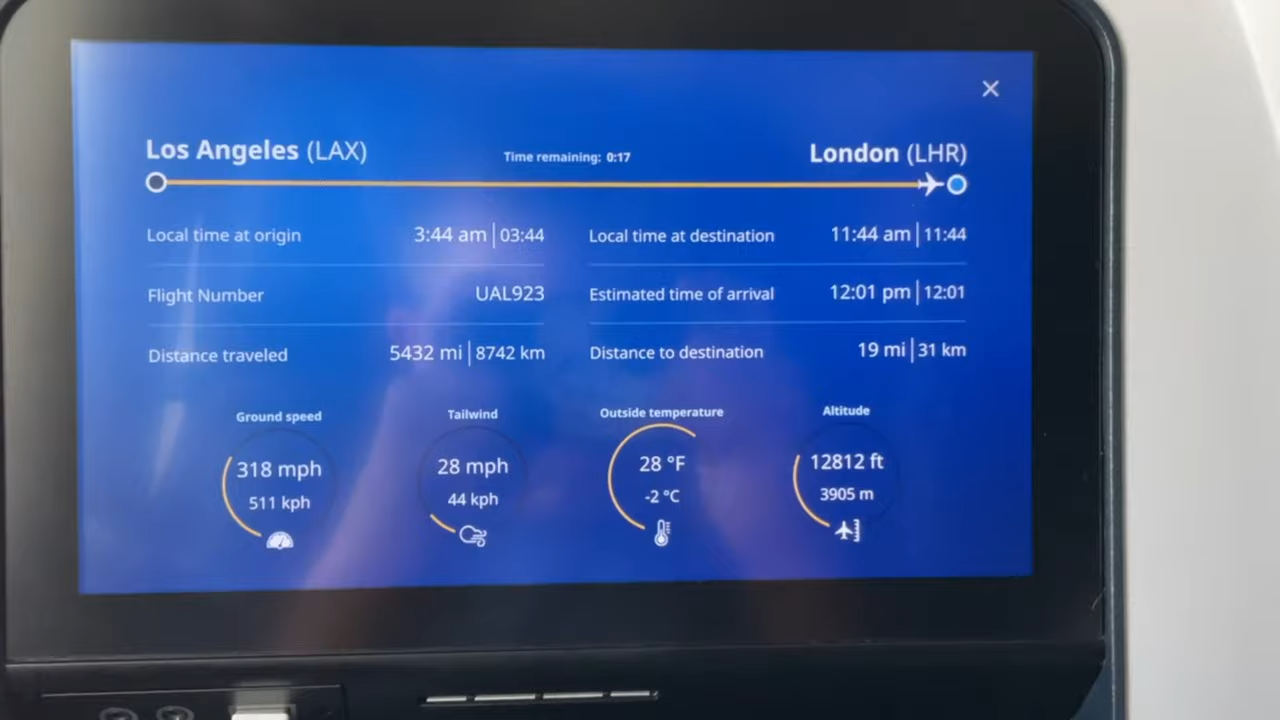 ×
Los Angeles (LAX) Time remaining: 0:17 London (LHR)
Local time at origin 3:44 am | 03:44 Local time at destination 11:44 am | 11:44
Flight Number UAL923 Estimated time of arrival 12:01 pm | 12:01
Distance traveled 5432 mi | 8742 km Distance to destination 19 mi | 31 km
Ground speed Tailwind Outside temperature Altitude
318 mph 28 mph 28 °F 12812 ft
511 kph 44 kph -2 °C 3905 m